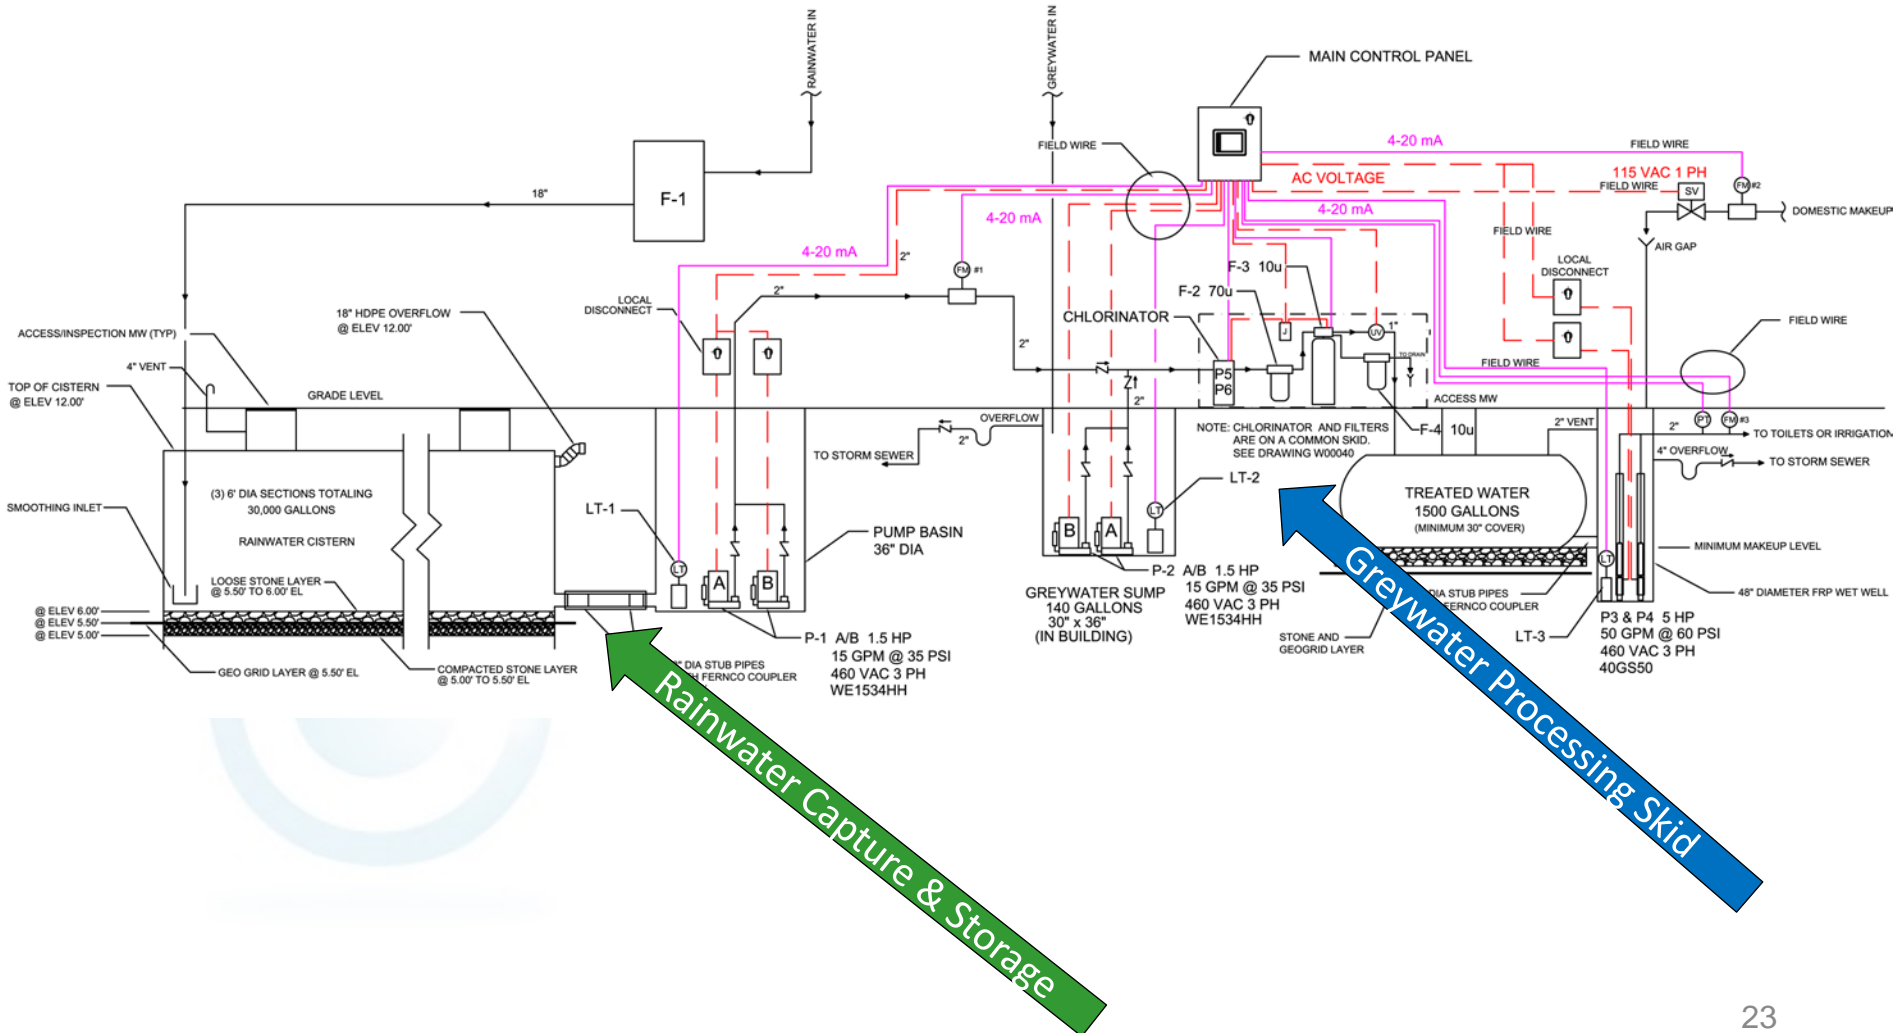 RAINWATER IN
GREYWATER IN
MAIN CONTROL PANEL
FIELD WIRE
4-20 mA
FIELD WIRE
AC VOLTAGE
115 VAC 1 PH
FIELD WIRE
SV
FM
#2
DOMESTIC MAKEUP
F-1
18"
4-20 mA
4-20 mA
4-20 mA
FIELD WIRE
AIR GAP
2"
FM
#1
F-3 10u
LOCAL
DISCONNECT
2"
F-2 70u
LOCAL
DISCONNECT
18" HDPE OVERFLOW
@ ELEV 12.00'
CHLORINATOR
J
UV
1"
FIELD WIRE
ACCESS/INSPECTION MW (TYP)
2"
TO DRAIN
FIELD WIRE
4" VENT
P5
P6
TOP OF CISTERN
@ ELEV 12.00'
GRADE LEVEL
2"
ACCESS MW
OVERFLOW
2"
NOTE: CHLORINATOR AND FILTERS
ARE ON A COMMON SKID.
SEE DRAWING W00040
F-4 10u
2" VENT
2"
PT
FM
#3
TO TOILETS OR IRRIGATION
4" OVERFLOW
TO STORM SEWER
TO STORM SEWER
LT-2
(3) 6' DIA SECTIONS TOTALING
30,000 GALLONS
RAINWATER CISTERN
TREATED WATER
1500 GALLONS
(MINIMUM 30" COVER)
SMOOTHING INLET
LT-1
LT
PUMP BASIN
36" DIA
B
A
LT
LT
MINIMUM MAKEUP LEVEL
LOOSE STONE LAYER
@ 5.50' TO 6.00' EL
A
B
P-2 A/B 1.5 HP
15 GPM @ 35 PSI
460 VAC 3 PH
WE1534HH
GREYWATER SUMP
140 GALLONS
30" x 36"
(IN BUILDING)
DIA STUB PIPES
FERNCO COUPLER
48" DIAMETER FRP WET WELL
@ ELEV 6.00'
@ ELEV 5.50'
@ ELEV 5.00'
P3 & P4 5 HP
50 GPM @ 60 PSI
460 VAC 3 PH
40GS50
LT-3
STONE AND
GEOGRID LAYER
P-1 A/B 1.5 HP
15 GPM @ 35 PSI
460 VAC 3 PH
WE1534HH
GEO GRID LAYER @ 5.50' EL
COMPACTED STONE LAYER
@ 5.00' TO 5.50' EL
DIA STUB PIPES
FERNCO COUPLER
Rainwater Capture & Storage
Greywater Processing Skid
23